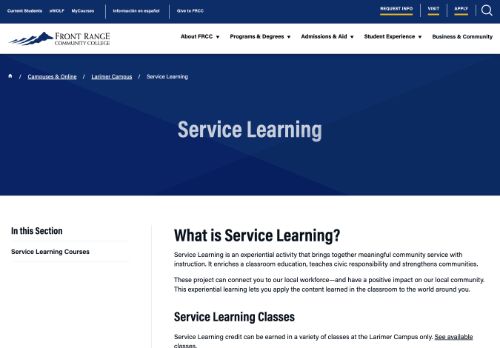 Current Students eWOLF MyCourses Información en español Give to FRCC REQUEST INFO VISIT APPLY
FRONT RANGE
COMMUNITY COLLEGE
About FRCC Programs & Degrees Admissions & Aid Student Experience Business & Community
/ Campuses & Online / Larimer Campus / Service Learning
Service Learning
In this Section
Service Learning Courses
What is Service Learning?
Service Learning is an experiential activity that brings together meaningful community service with
instruction. It enriches a classroom education, teaches civic responsibility and strengthens communities.
These project can connect you to our local workforce—and have a positive impact on our local community.
This experiential learning lets you apply the content learned in the classroom to the world around you.
Service Learning Classes
Service Learning credit can be earned in a variety of classes at the Larimer Campus only. See available
classes.